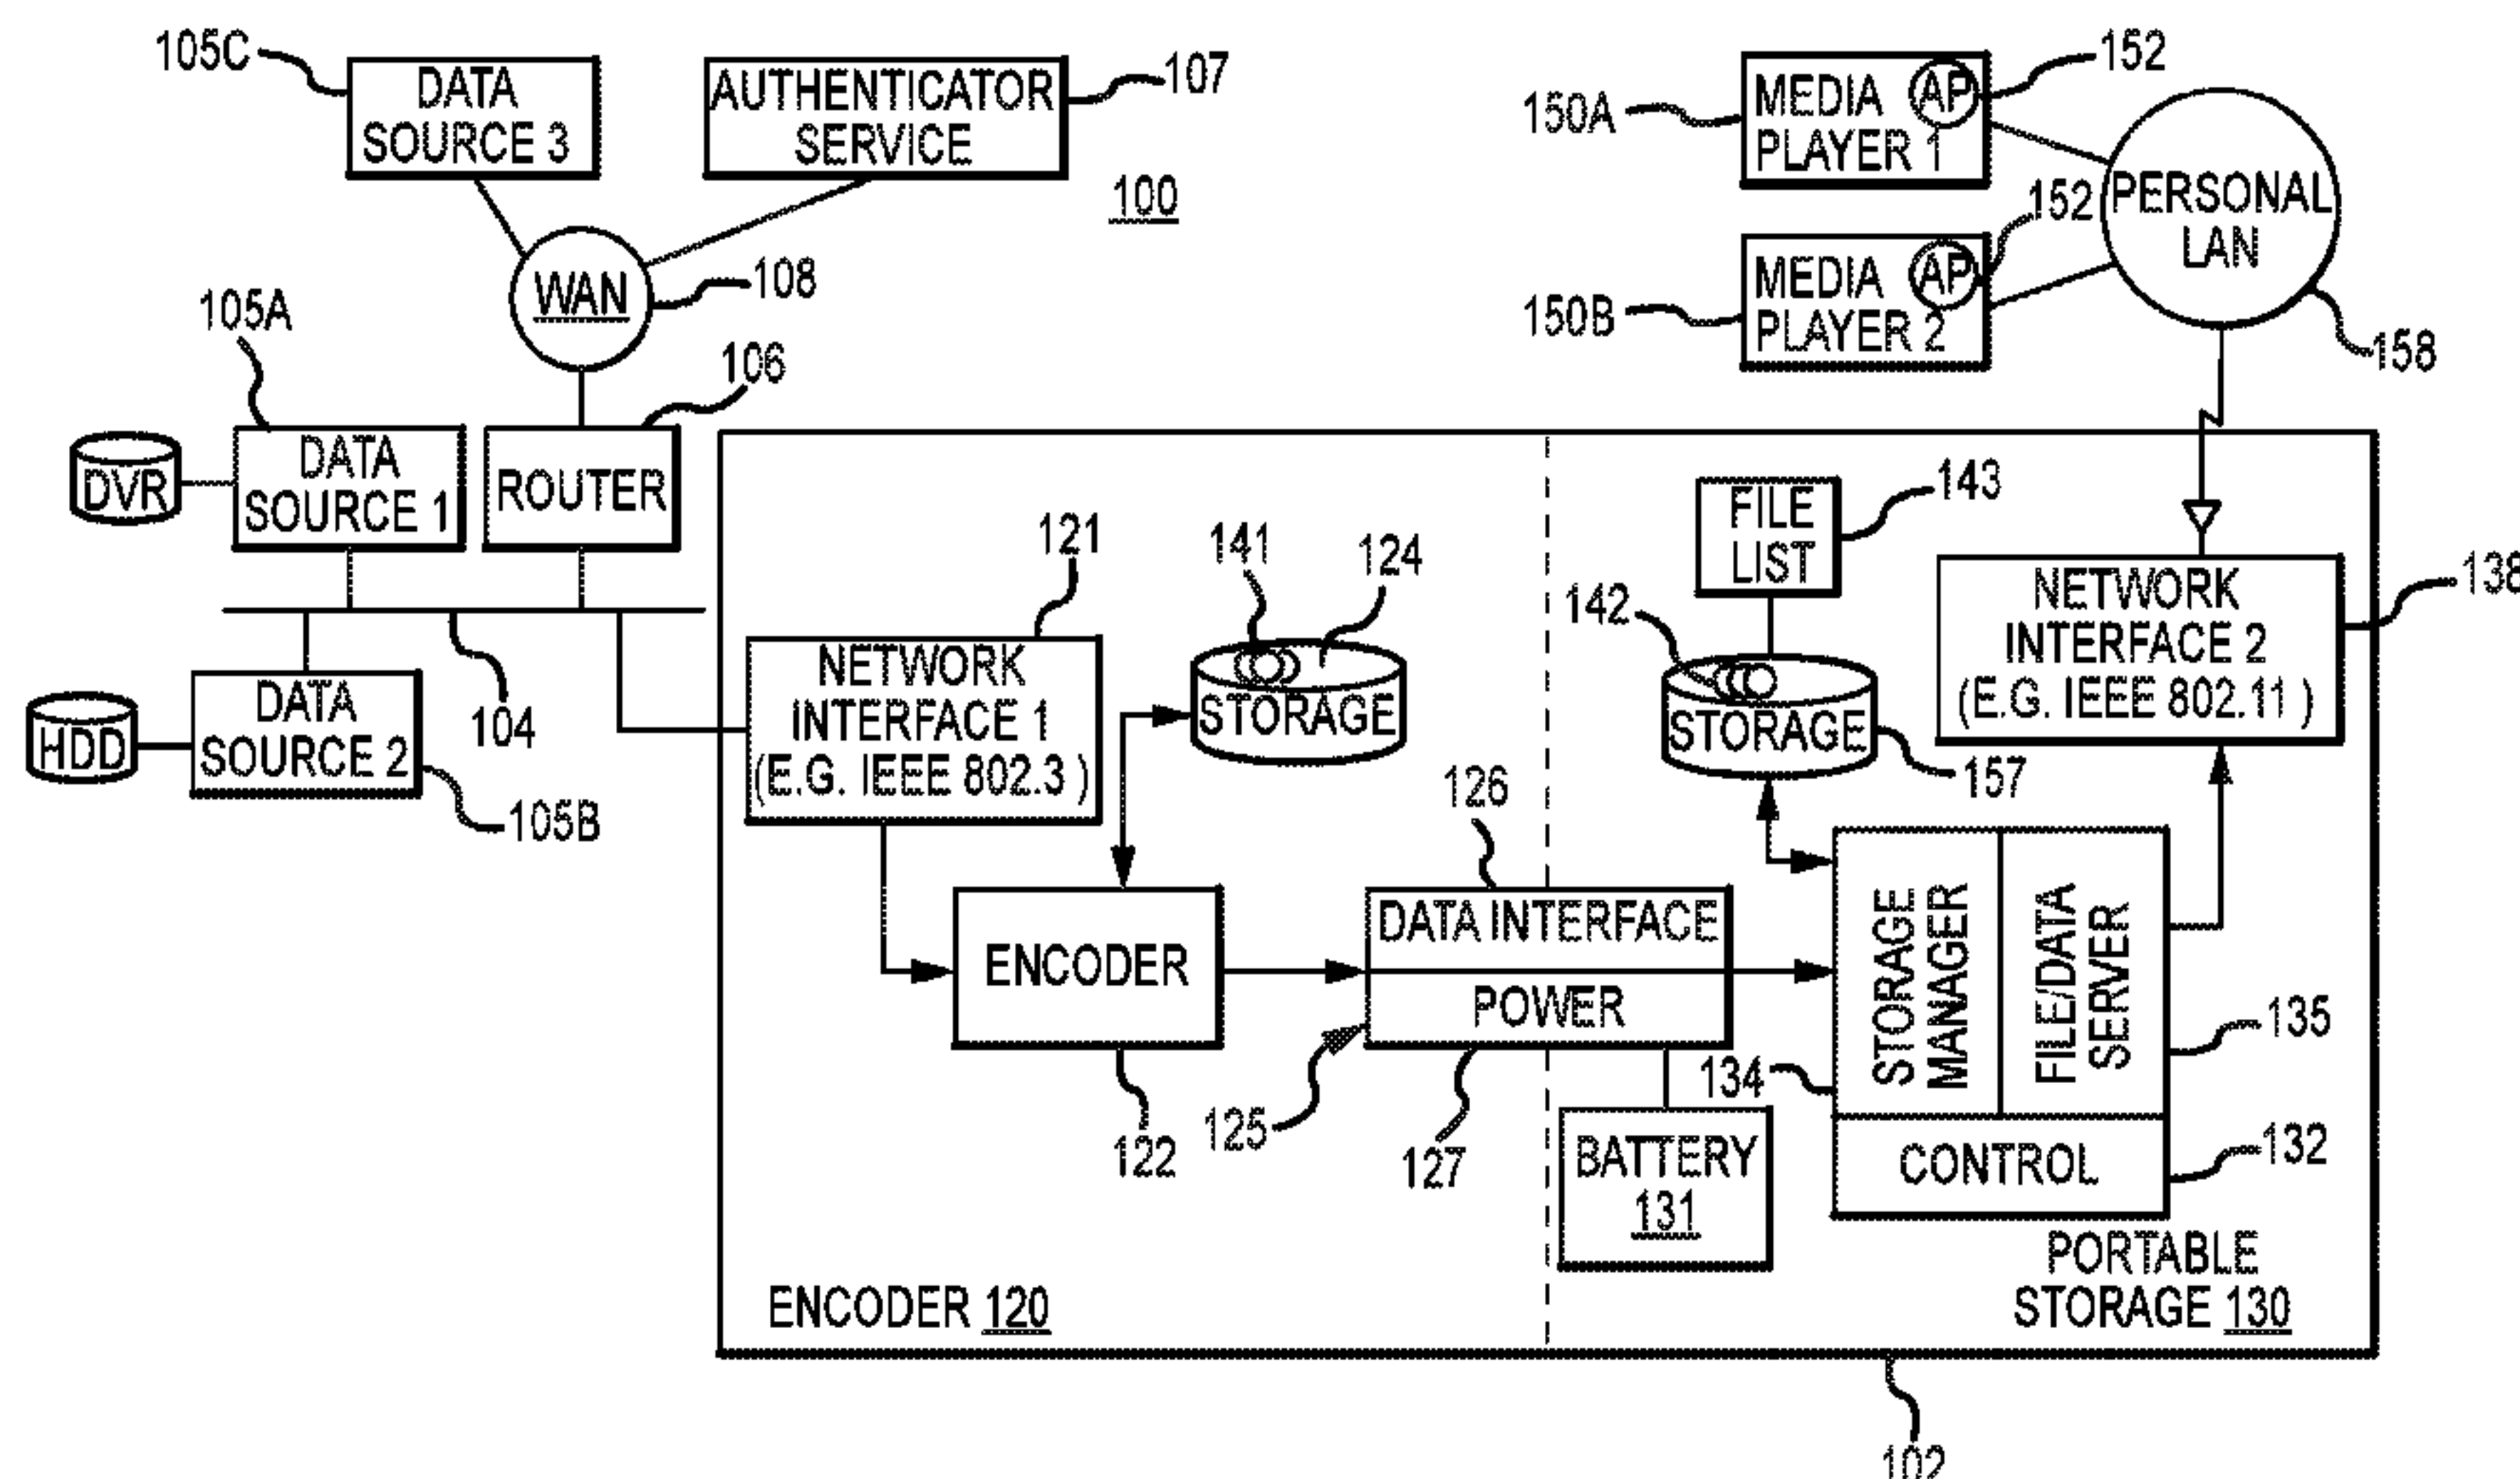 105C
DATA
SOURCE 3
AUTHENTICATOR
SERVICE
107
100
WAN
108
105A
106
DVR
DATA
SOURCE 1
ROUTER
104
HDD
DATA
SOURCE 2
105B
150A
MEDIA
PLAYER 1
AP
152
150B
MEDIA
PLAYER 2
AP
152
PERSONAL
LAN
158
121
NETWORK
INTERFACE 1
(E.G. IEEE 802.3 )
141
124
STORAGE
143
FILE
LIST
142
STORAGE
157
NETWORK
INTERFACE 2
(E.G. IEEE 802.11 )
138
126
ENCODER
122
DATA INTERFACE
POWER
125
127
BATTERY
131
STORAGE
MANAGER
FILE/DATA
SERVER
134
135
CONTROL
132
ENCODER 120
PORTABLE
STORAGE 130
102